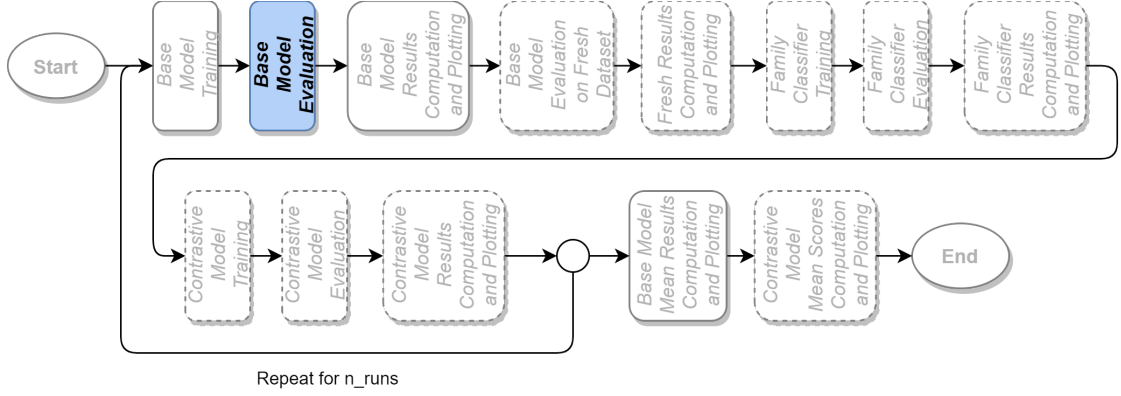 Start
Base
Model
Training
Base
Model
Evaluation
Base
Model
Results
Computation
and Plotting
Base
Model
Evaluation
on Fresh
Dataset
Fresh Results
Computation
and Plotting
Family
Classifier
Training
Family
Classifier
Evaluation
Family
Classifier
Results
Computation
and Plotting
Contrastive
Model
Training
Contrastive
Model
Evaluation
Contrastive
Model
Results
Computation
and Plotting
Base Model
Mean Results
Computation
and Plotting
Contrastive
Model
Mean Scores
Computation
and Plotting
End
Repeat for n_runs